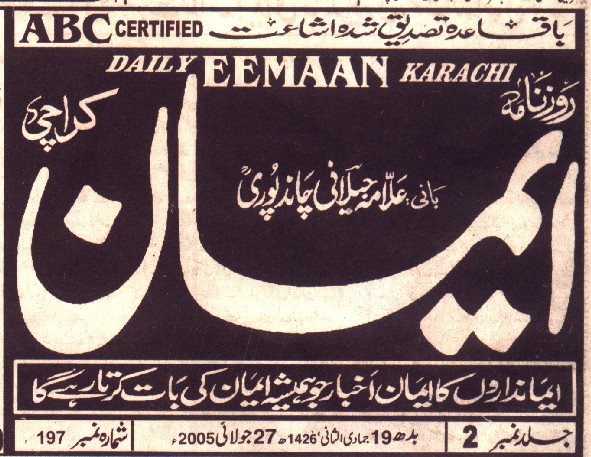 ABC CERTIFIED باقاعدہ تصدیق شدہ اشاعت
DAILY EEMAAN KARACHI
روزنامہ
ایمان
کراچی
بانی: علامہ جیلانی چاندپوریؒ
ایمانداروں کا ایمان اخبار جو ہمیشہ ایمان کی بات کرتا رہے گا
جلد نمبر 2 بدھ 19 جمادی الثانی 1426ھ 27 جولائی 2005ء شمارہ نمبر 197